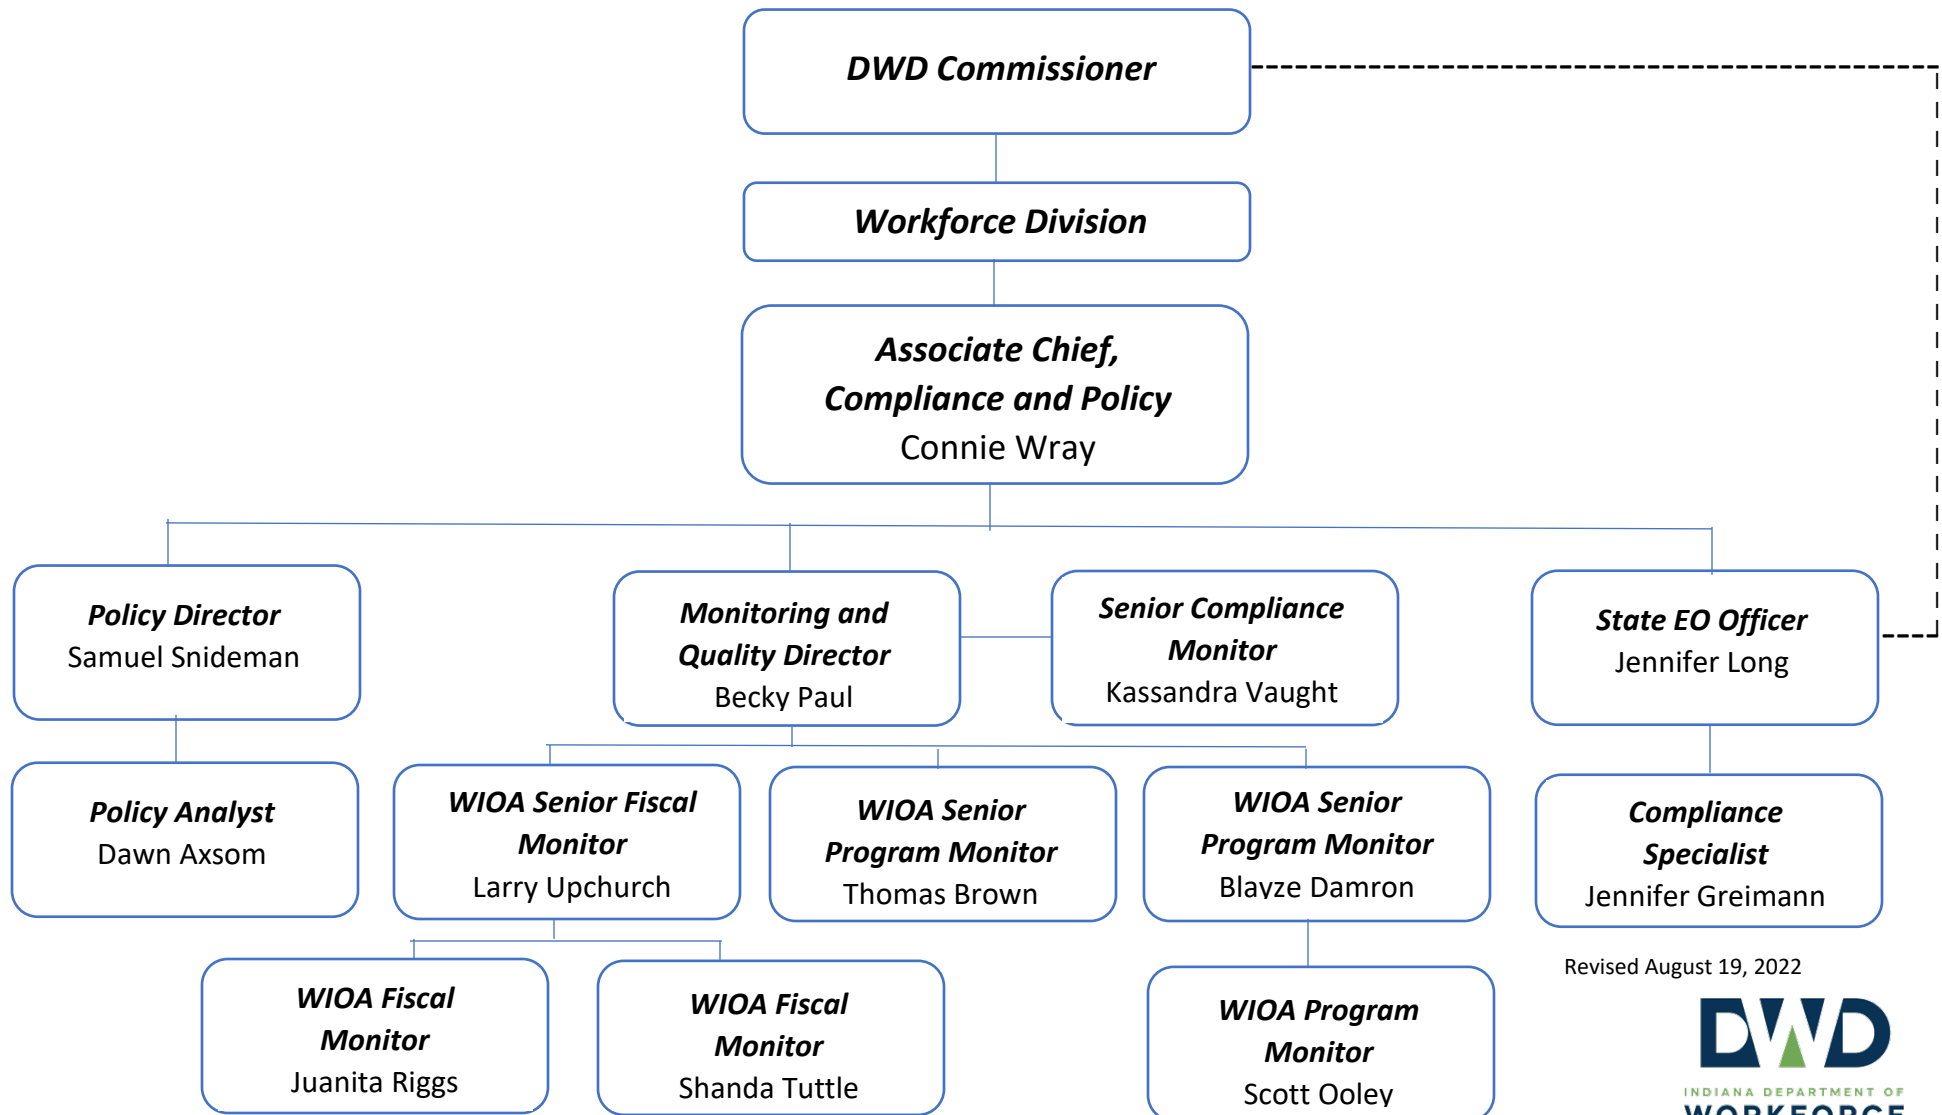 DWD Commissioner
Workforce Division
Associate Chief,
Compliance and Policy
Connie Wray
Policy Director
Samuel Snideman
Monitoring and
Quality Director
Becky Paul
Senior Compliance
Monitor
Kassandra Vaught
State EO Officer
Jennifer Long
Policy Analyst
Dawn Axsom
WIOA Senior Fiscal
Monitor
Larry Upchurch
WIOA Senior
Program Monitor
Thomas Brown
WIOA Senior
Program Monitor
Blayze Damron
Compliance
Specialist
Jennifer Greimann
WIOA Fiscal
Monitor
Juanita Riggs
WIOA Fiscal
Monitor
Shanda Tuttle
WIOA Program
Monitor
Scott Ooley
Revised August 19, 2022
DWD
INDIANA DEPARTMENT OF
WORKFORCE